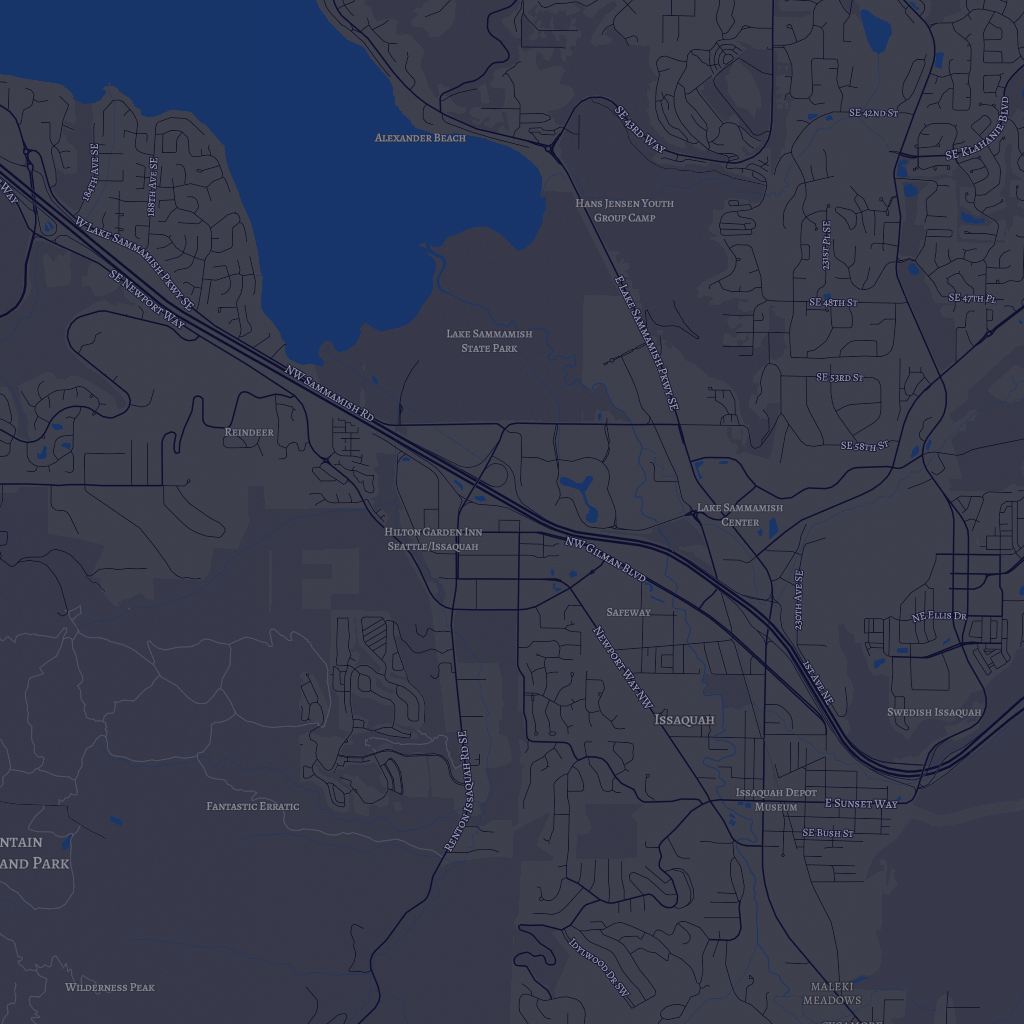 SE 42nd St
SE Klahanie Blvd
SE 43rd Way
Alexander Beach
184th Ave SE
188th Ave SE
Way
Hans Jensen Youth
Group Camp
W Lake Sammamish Pkwy SE
231st Pl SE
SE Newport Way
SE 48th St
SE 47th Pl
E Lake Sammamish Pkwy SE
Lake Sammamish
State Park
SE 53rd St
NW Sammamish Rd
Reindeer
SE 58th St
Lake Sammamish
Center
Hilton Garden Inn
Seattle/Issaquah
NW Gilman Blvd
230th Ave SE
Safeway
NE Ellis Dr
Newport Way NW
1st Ave NE
Issaquah
Swedish Issaquah
Renton Issaquah Rd SE
Fantastic Erratic
Issaquah Depot
Museum
E Sunset Way
SE Bush St
ntain
and Park
Idylwood Dr SW
Wilderness Peak
MALEKI
MEADOWS